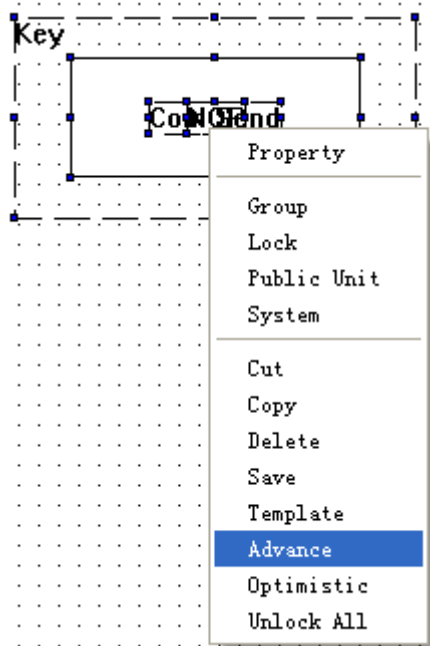 Key
Property
Group
Lock
Public Unit
System
Cut
Copy
Delete
Save
Template
Advance
Optimistic
Unlock All